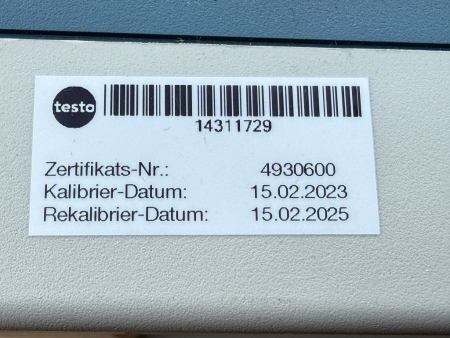 testo
14311729
Zertifikats-Nr.: 4930600
Kalibrier-Datum: 15.02.2023
Rekalibrier-Datum: 15.02.2025